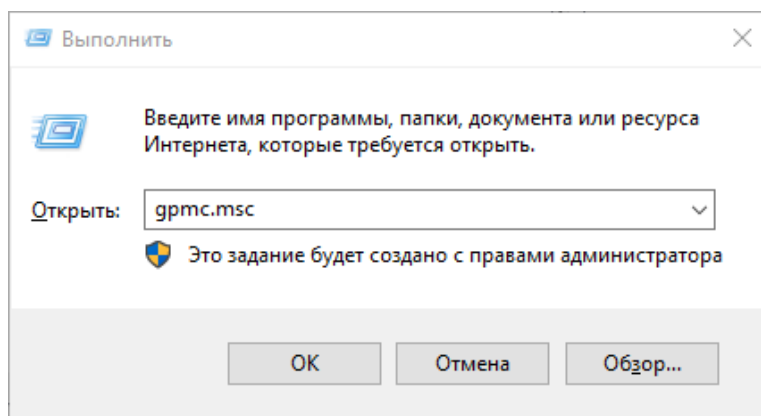 Выполнить
Введите имя программы, папки, документа или ресурса
Интернета, которые требуется открыть.
Открыть: gpmc.msc
Это задание будет создано с правами администратора
ОК Отмена Обзор...